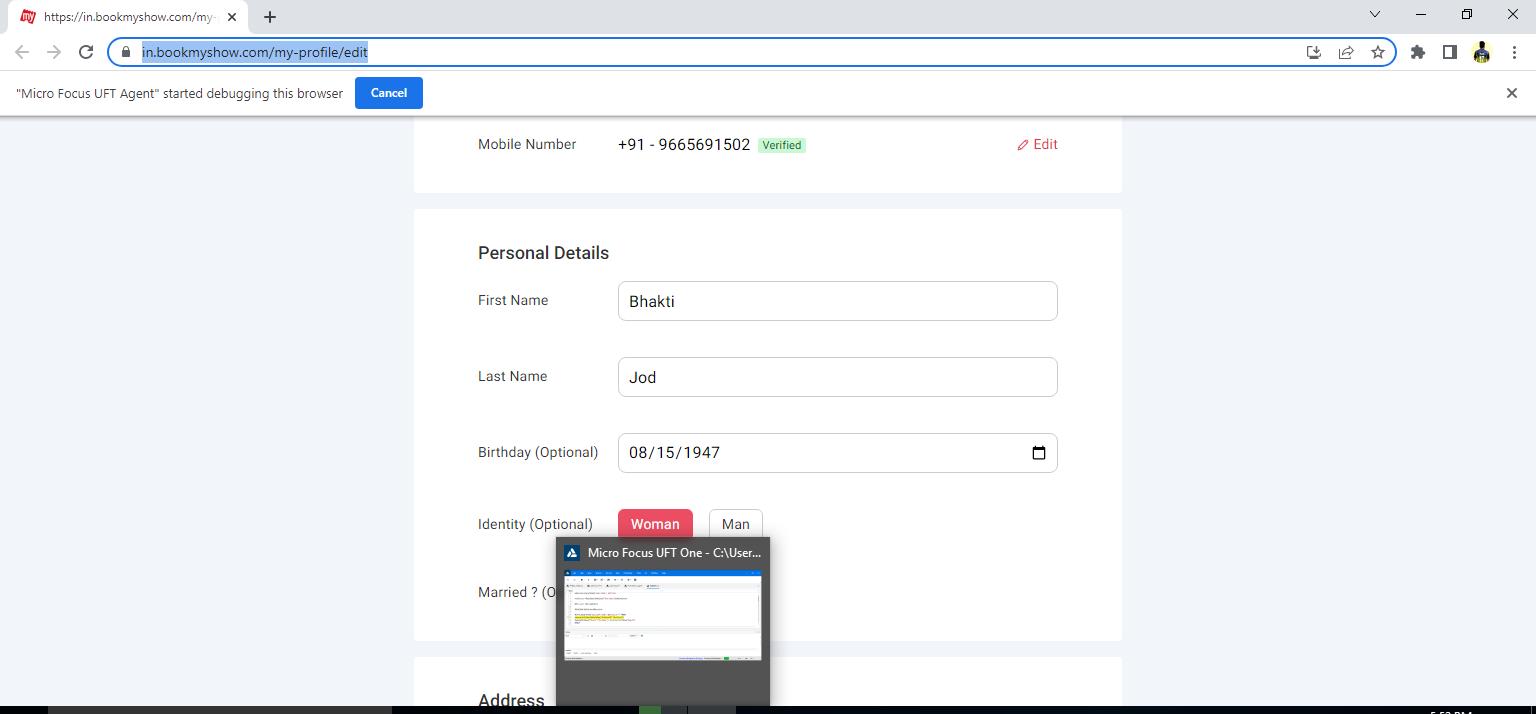 https://in.bookmyshow.com/my-
in.bookmyshow.com/my-profile/edit
"Micro Focus UFT Agent" started debugging this browser Cancel
Mobile Number +91 - 9665691502 Verified Edit
Personal Details
First Name Bhakti
Last Name Jod
Birthday (Optional) 08/15/1947
Identity (Optional) Woman Man
Micro Focus UFT One - C:\User...
Married ? (O
Address